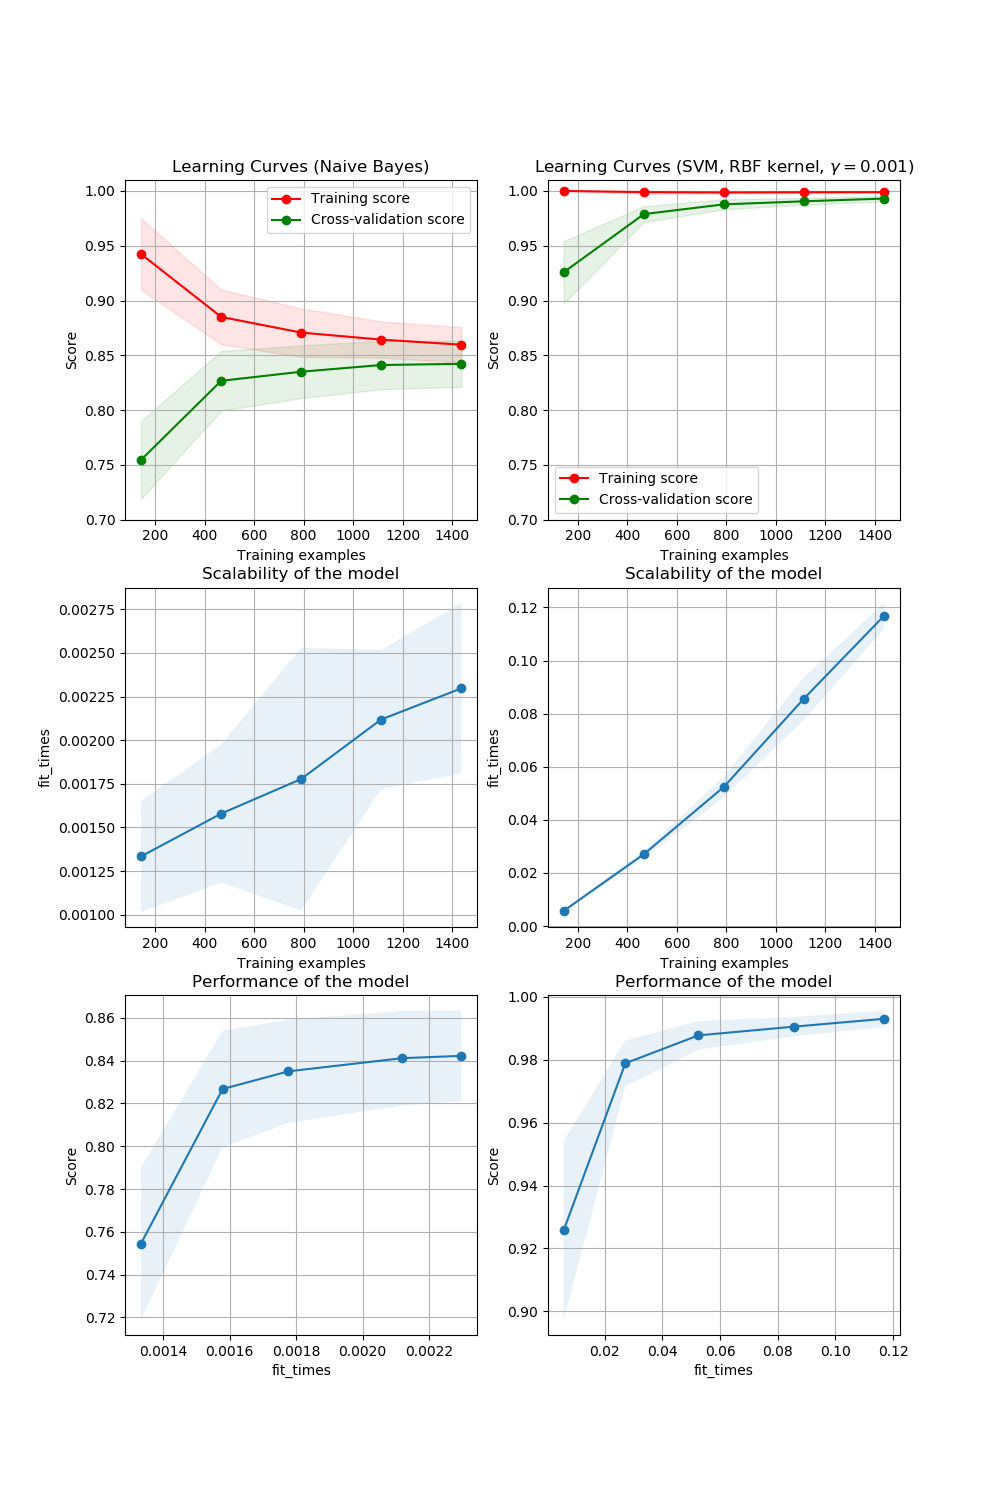 Learning Curves (Naive Bayes)
1.00
0.95
0.90
0.85
0.80
0.75
0.70
Score
Training score
Cross-validation score
200 400 600 800 1000 1200 1400
Training examples
Learning Curves (SVM, RBF kernel, γ = 0.001)
1.00
0.95
0.90
0.85
0.80
0.75
0.70
Score
Training score
Cross-validation score
200 400 600 800 1000 1200 1400
Training examples
Scalability of the model
0.00275
0.00250
0.00225
0.00200
0.00175
0.00150
0.00125
0.00100
fit_times
200 400 600 800 1000 1200 1400
Training examples
Scalability of the model
0.12
0.10
0.08
0.06
0.04
0.02
0.00
fit_times
200 400 600 800 1000 1200 1400
Training examples
Performance of the model
0.86
0.84
0.82
0.80
0.78
0.76
0.74
0.72
Score
0.0014 0.0016 0.0018 0.0020 0.0022
fit_times
Performance of the model
1.00
0.98
0.96
0.94
0.92
0.90
Score
0.02 0.04 0.06 0.08 0.10 0.12
fit_times